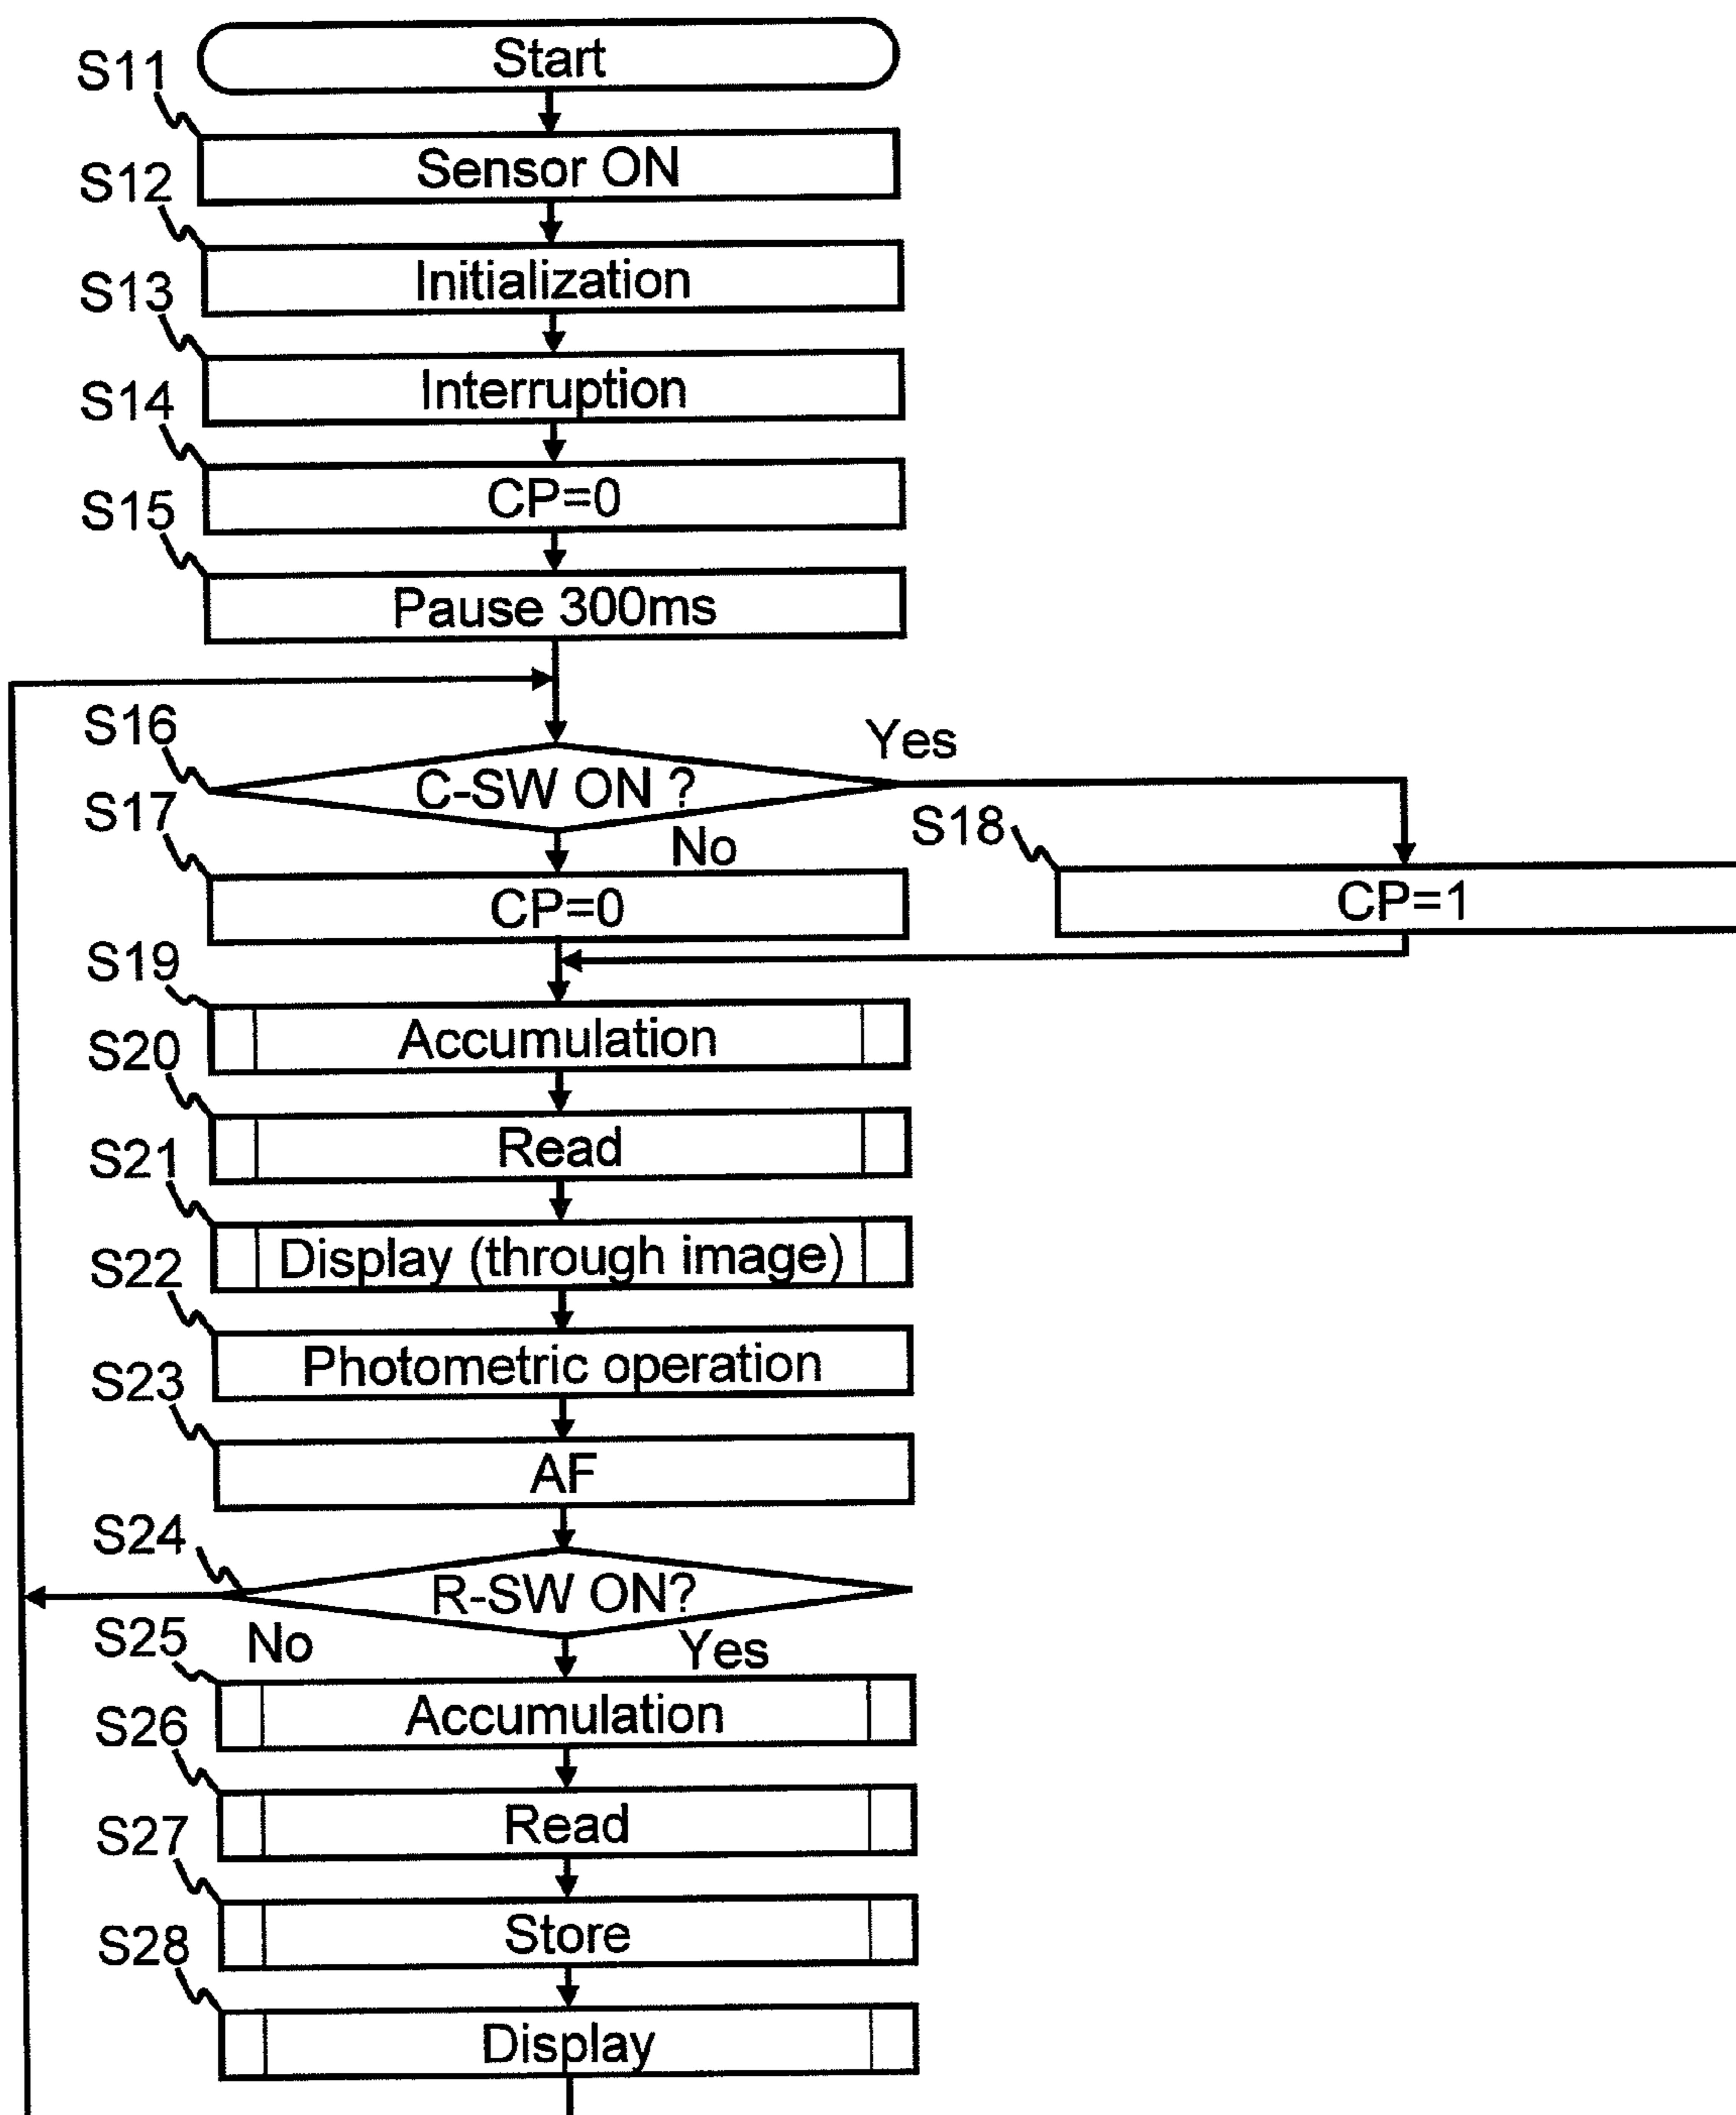 Start
S11
Sensor ON
S12
Initialization
S13
Interruption
S14
CP=0
S15
Pause 300ms
S16
C-SW ON ?
Yes
No
S17
CP=0
S18
CP=1
S19
Accumulation
S20
Read
S21
Display (through image)
S22
Photometric operation
S23
AF
S24
R-SW ON?
No
Yes
S25
Accumulation
S26
Read
S27
Store
S28
Display